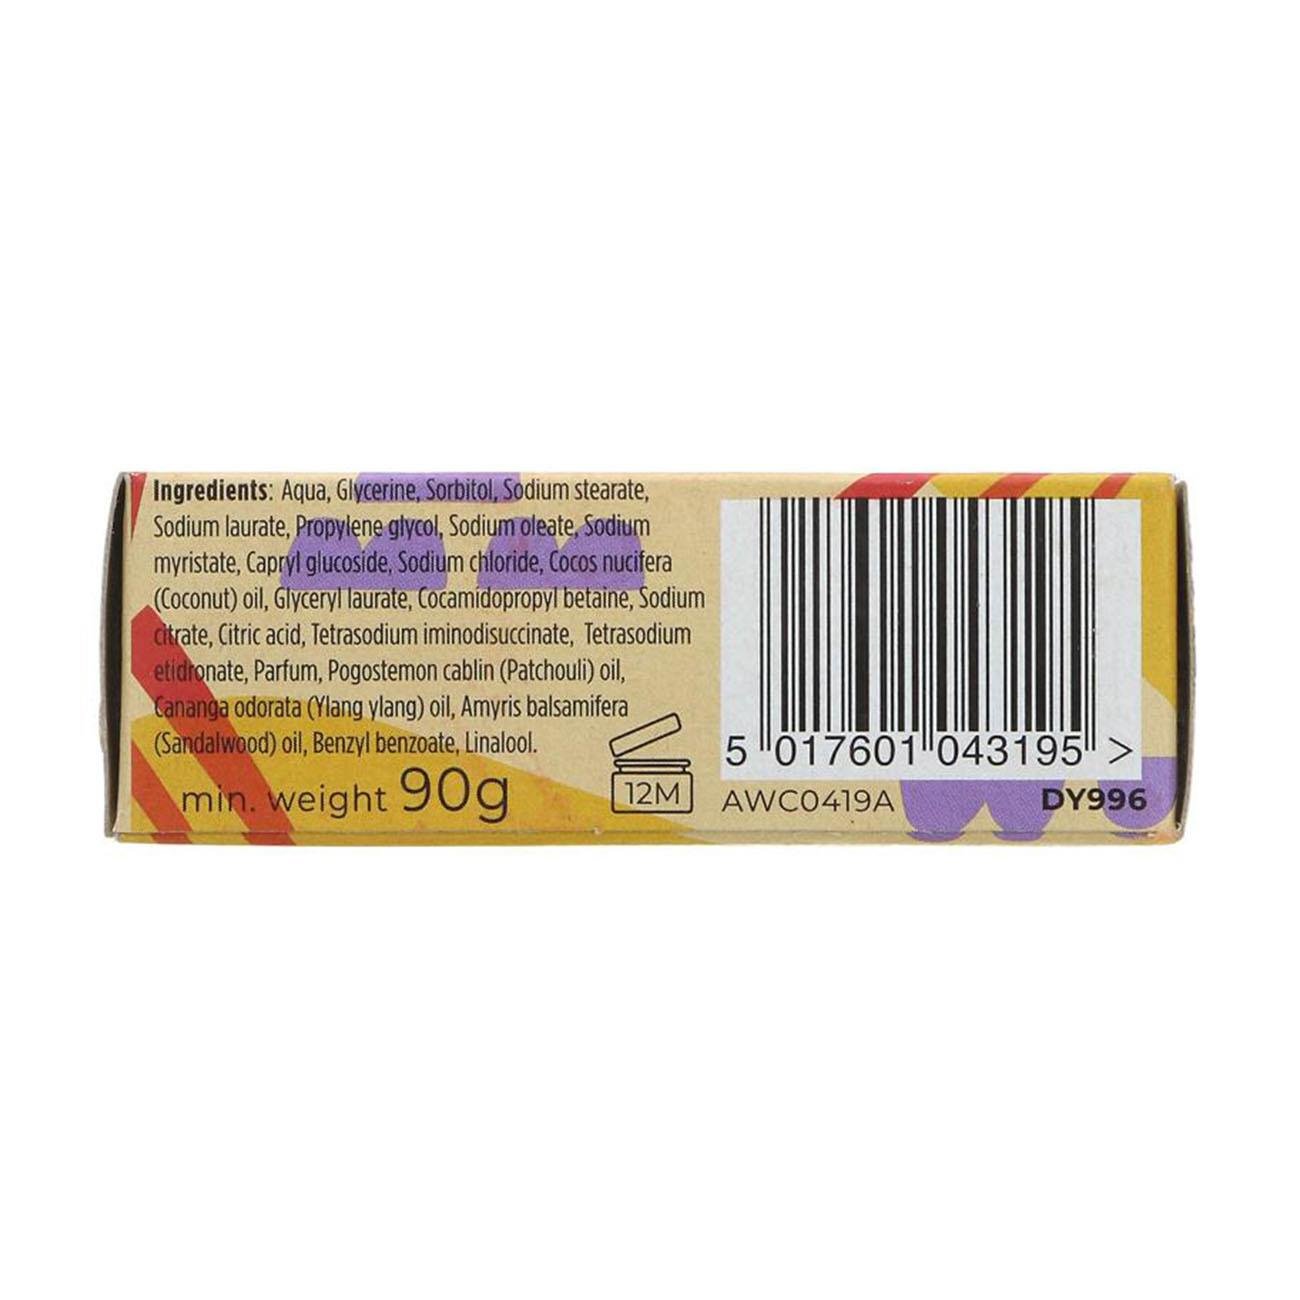 Ingredients: Aqua, Glycerine, Sorbitol, Sodium stearate,
Sodium laurate, Propylene glycol, Sodium oleate, Sodium
myristate, Capryl glucoside, Sodium chloride, Cocos nucifera
(Coconut) oil, Glyceryl laurate, Cocamidopropyl betaine, Sodium
citrate, Citric acid, Tetrasodium iminodisuccinate, Tetrasodium
etidronate, Parfum, Pogostemon cablin (Patchouli) oil,
Cananga odorata (Ylang ylang) oil, Amyris balsamifera
(Sandalwood) oil, Benzyl benzoate, Linalool.
min. weight 90g
12M
5 017601 043195 >
AWC0419A
DY996